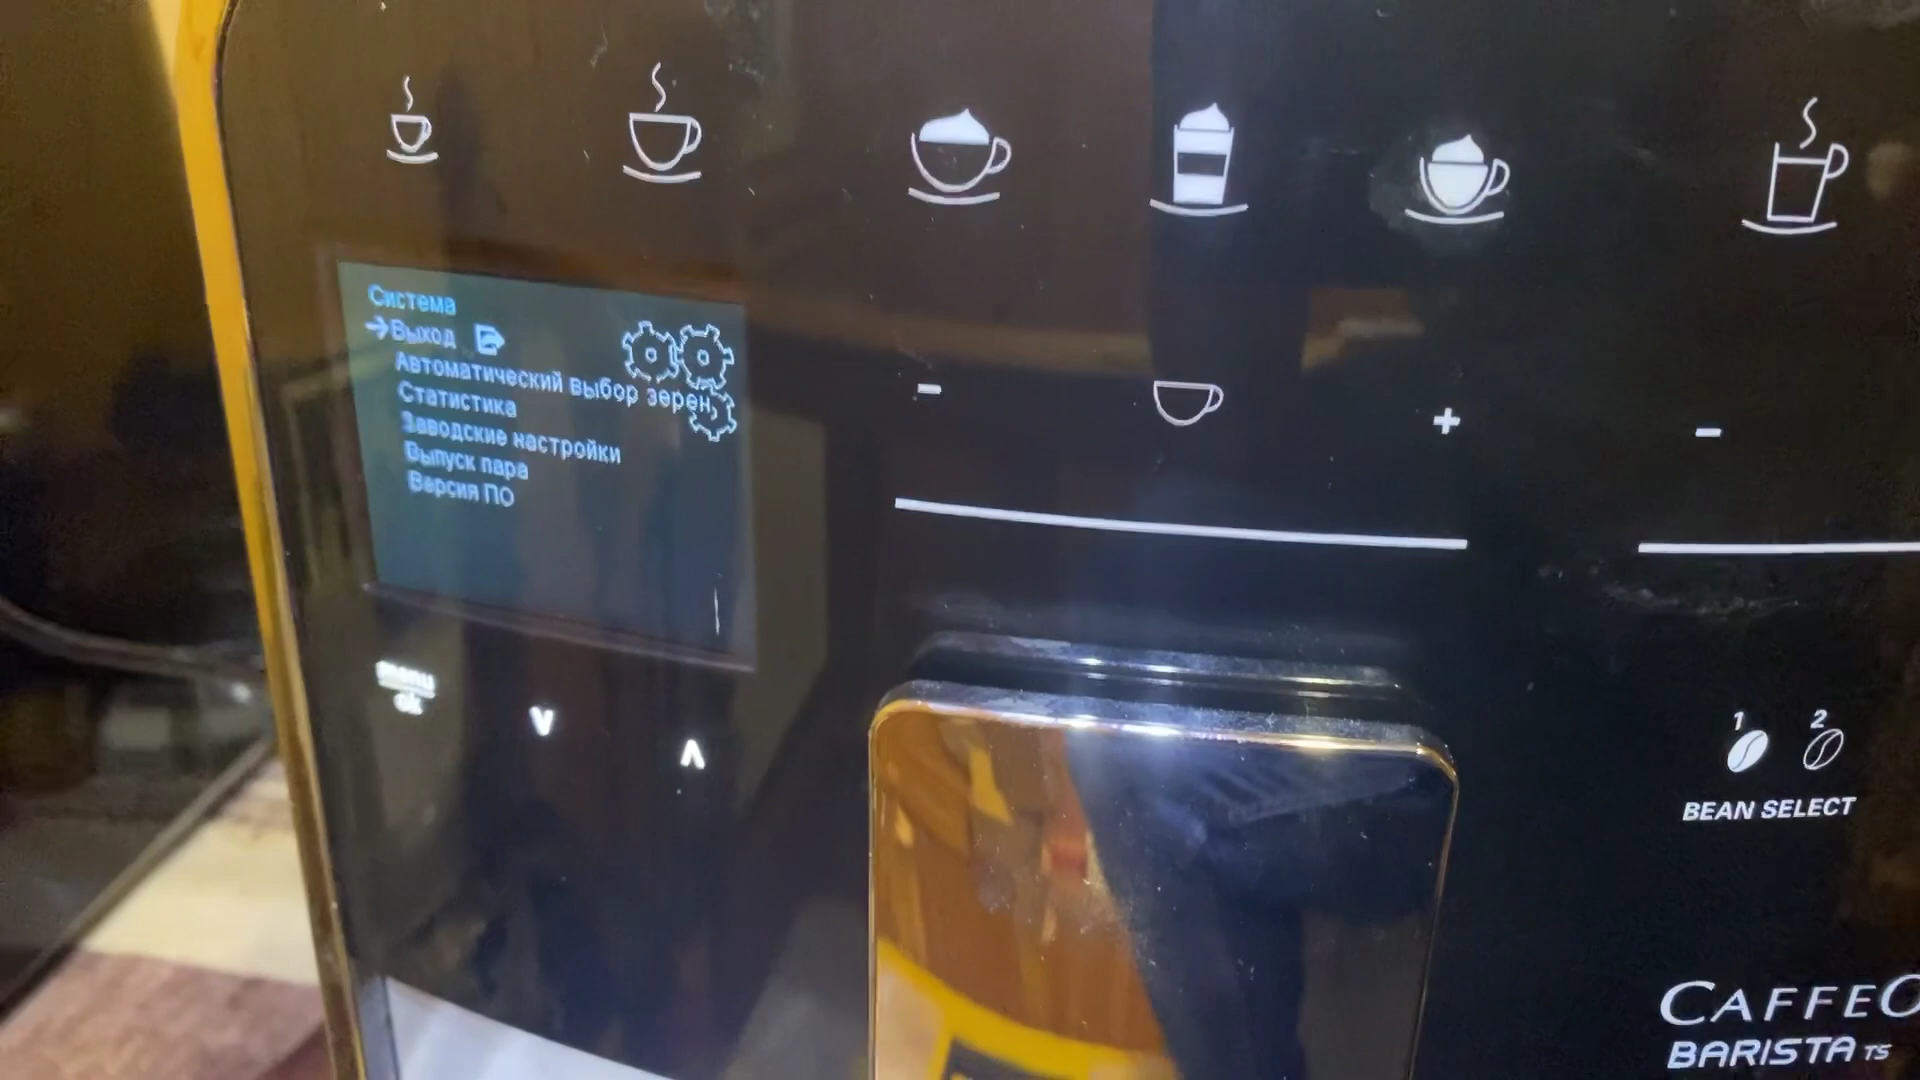 Система
→Выход
Автоматический выбор зерен
Статистика
Заводские настройки
Выпуск пара
Версия ПО
-
+
-
menu
ok
1 2
BEAN SELECT
CAFFEO
BARISTA TS